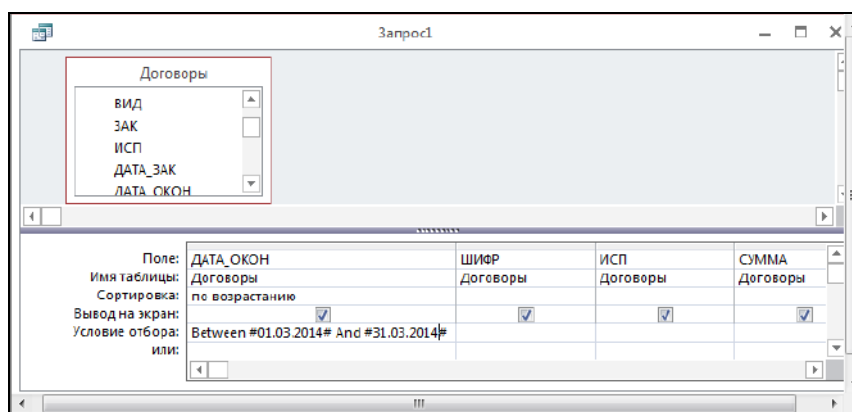 Запрос1
Договоры
ВИД
ЗАК
ИСП
ДАТА_ЗАК
ДАТА_ОКОН
Поле: ДАТА_ОКОН ШИФР ИСП СУММА
Имя таблицы: Договоры Договоры Договоры Договоры
Сортировка: по возрастанию
Вывод на экран:
Условие отбора: Between #01.03.2014# And #31.03.2014#
или: